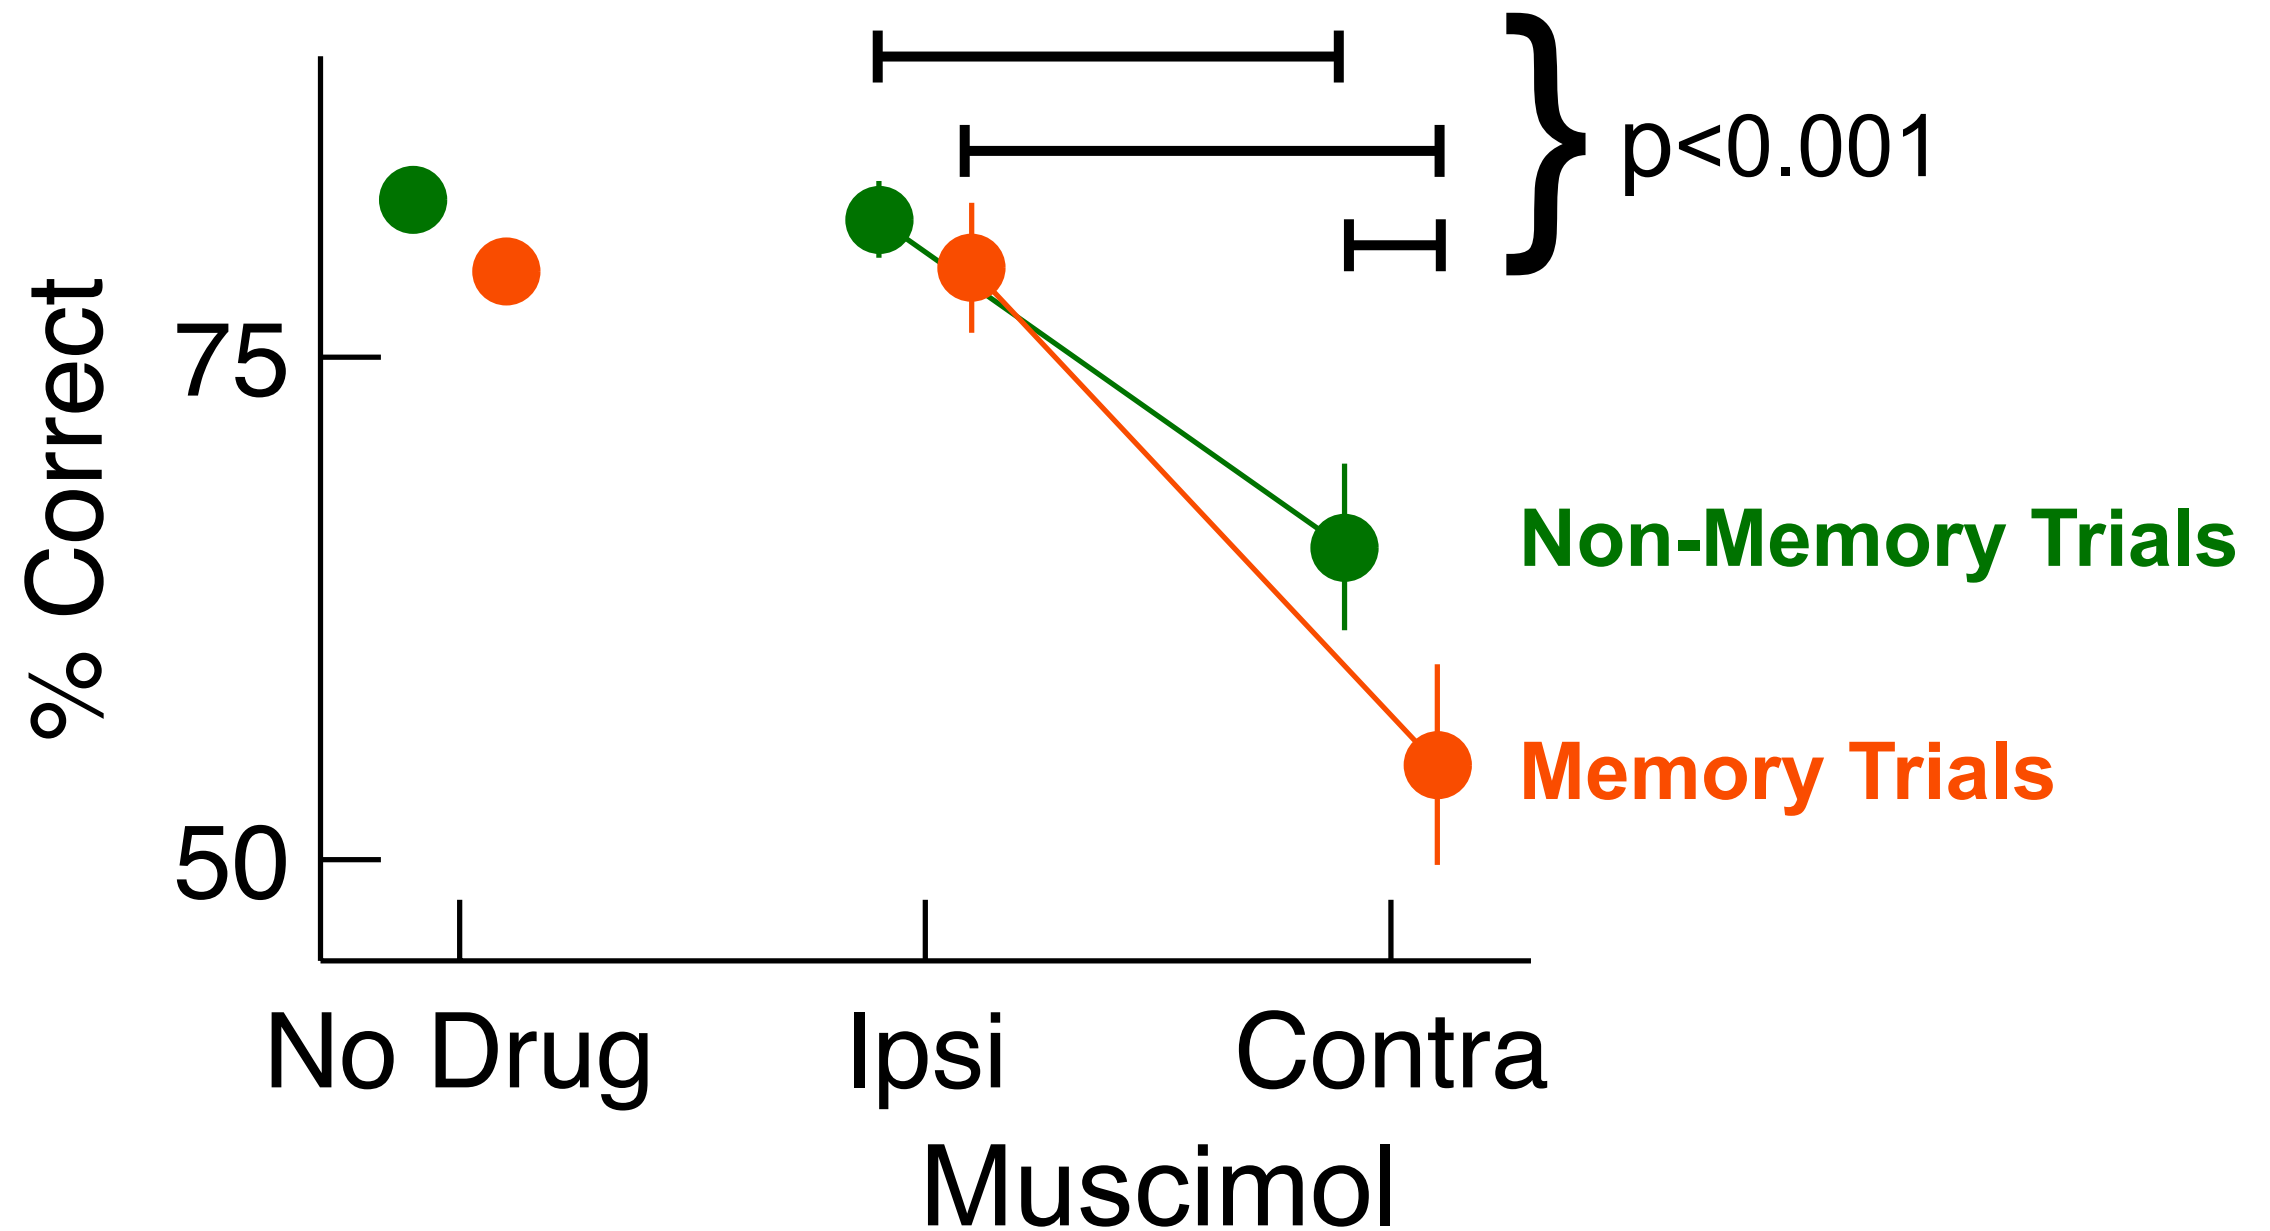 p<0.001
% Correct
75
50
Non-Memory Trials
Memory Trials
No Drug
Ipsi
Contra
Muscimol